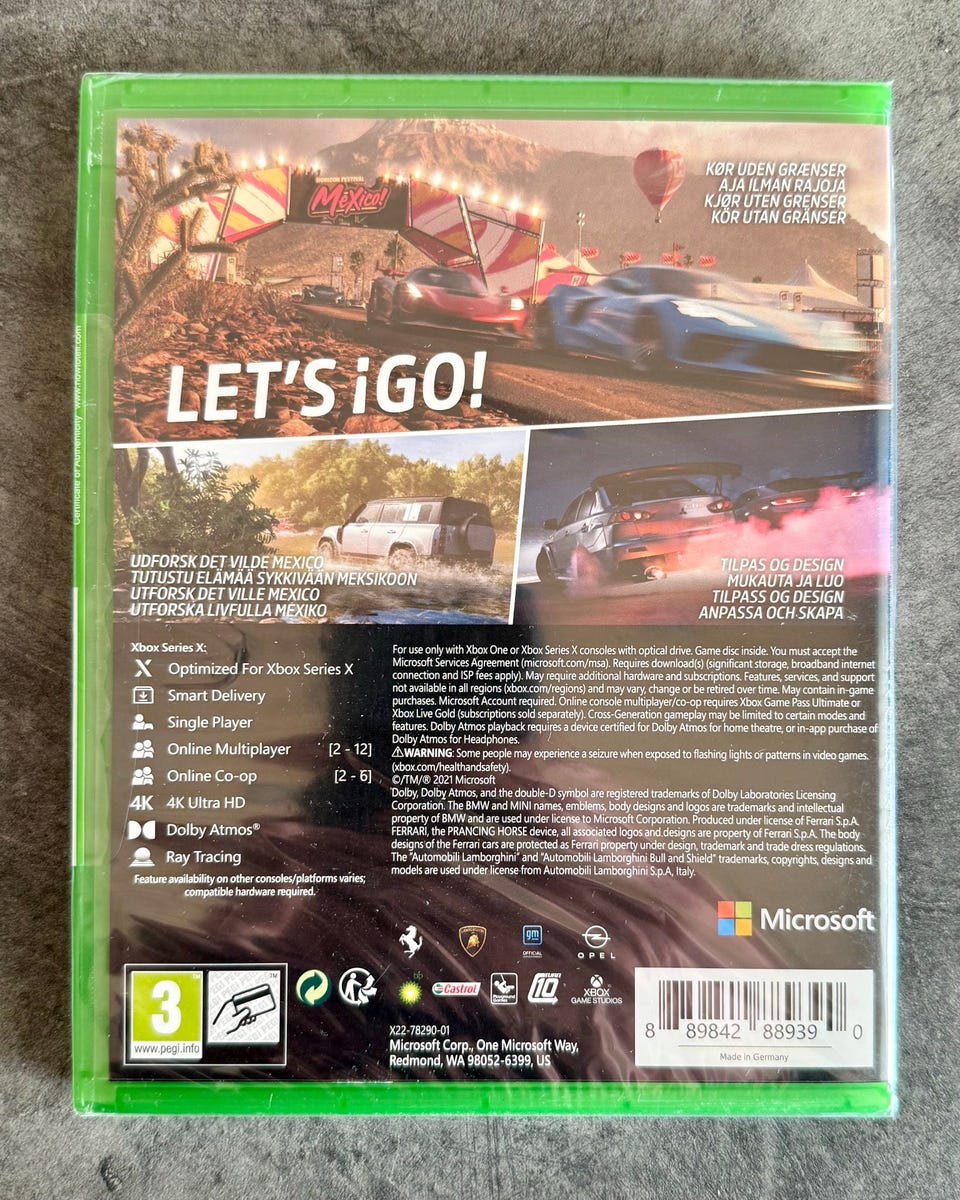 HORIZON FESTIVAL
MéXico!
KØR UDEN GRÆNSER
AJA ILMAN RAJOJA
KJØR UTEN GRENSER
KÖR UTAN GRÄNSER
LET'S ¡GO!
Certificate of Authenticity
UDFORSK DET VILDE MEXICO
TUTUSTU ELÄMÄÄ SYKKIVÄÄN MEKSIKOON
UTFORSK DET VILLE MEXICO
UTFORSKA LIVFULLA MEXIKO
TILPAS OG DESIGN
MUKAUTA JA LUO
TILPASS OG DESIGN
ANPASSA OCH SKAPA
Xbox Series X:
Optimized For Xbox Series X
Smart Delivery
Single Player
Online Multiplayer [2 - 12]
Online Co-op [2 - 6]
4K 4K Ultra HD
Dolby Atmos®
Ray Tracing
Feature availability on other consoles/platforms varies;
compatible hardware required.
For use only with Xbox One or Xbox Series X consoles with optical drive. Game disc inside. You must accept the
Microsoft Services Agreement (microsoft.com/msa). Requires download(s) (significant storage, broadband internet
connection and ISP fees apply). May require additional hardware and subscriptions. Features, services, and support
not available in all regions (xbox.com/regions) and may vary, change or be retired over time. May contain in-game
purchases. Microsoft Account required. Online console multiplayer/co-op requires Xbox Game Pass Ultimate or
Xbox Live Gold (subscriptions sold separately). Cross-Generation gameplay may be limited to certain modes and
features. Dolby Atmos playback requires a device certified for Dolby Atmos for home theatre, or in-app purchase of
Dolby Atmos for Headphones.
⚠WARNING: Some people may experience a seizure when exposed to flashing lights or patterns in video games.
(xbox.com/healthandsafety).
©/TM/® 2021 Microsoft
Dolby, Dolby Atmos, and the double-D symbol are registered trademarks of Dolby Laboratories Licensing
Corporation. The BMW and MINI names, emblems, body designs and logos are trademarks and intellectual
property of BMW and are used under license to Microsoft Corporation. Produced under license of Ferrari S.p.A.
FERRARI, the PRANCING HORSE device, all associated logos and designs are property of Ferrari S.p.A. The body
designs of the Ferrari cars are protected as Ferrari property under design, trademark and trade dress regulations.
The "Automobili Lamborghini" and "Automobili Lamborghini Bull and Shield" trademarks, copyrights, designs and
models are used under license from Automobili Lamborghini S.p.A, Italy.
Microsoft
gm
OFFICIAL
OPEL
3
www.pegi.info
TM
bp
Castrol
Playground
Games
TURN
10
XBOX
GAME STUDIOS
X22-78290-01
Microsoft Corp., One Microsoft Way,
Redmond, WA 98052-6399, US
8 89842 88939 0
Made in Germany